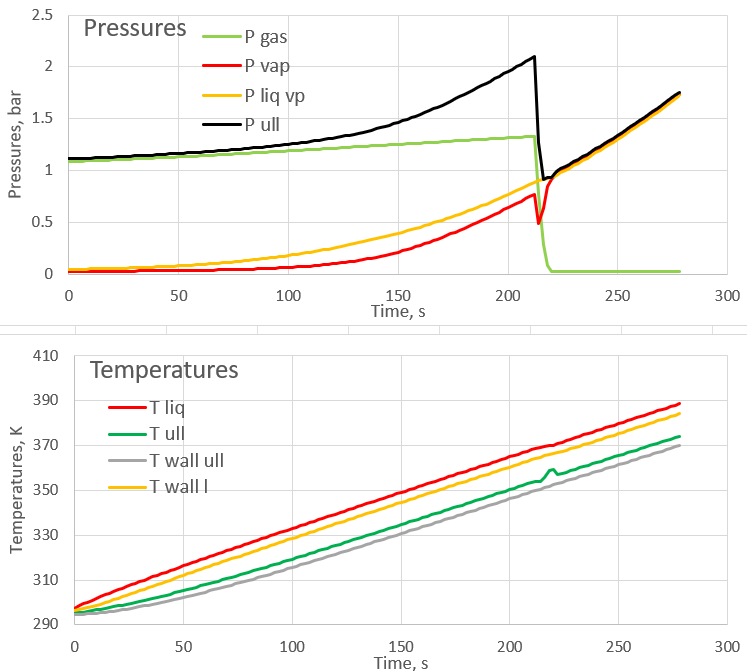 Pressures
P gas
P vap
P liq vp
P ull
Pressures, bar
2.5
2
1.5
1
0.5
0
0 50 100 150 200 250 300
Time, s
Temperatures
T liq
T ull
T wall ull
T wall l
Temperatures, K
410
390
370
350
330
310
290
0 50 100 150 200 250 300
Time, s